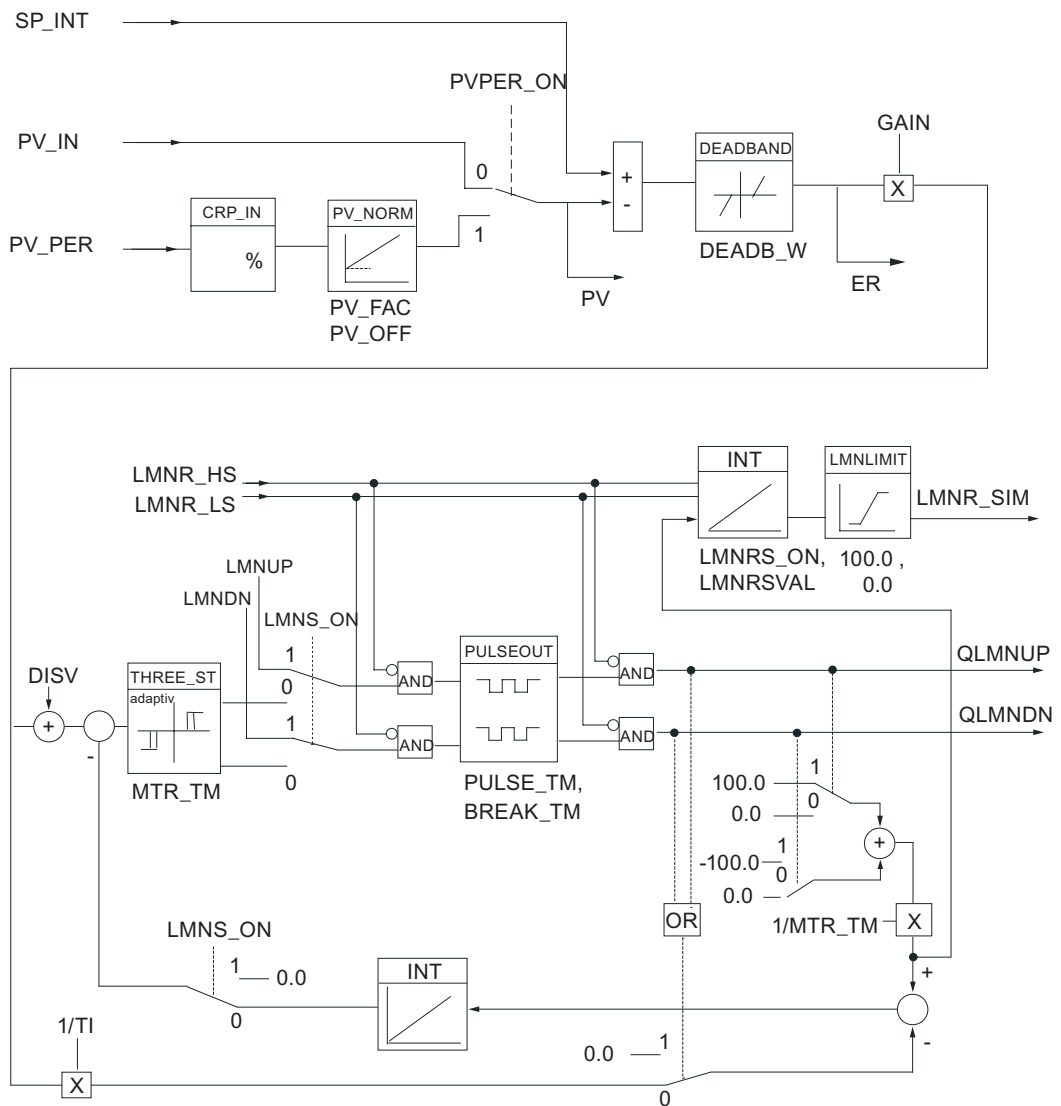 SP_INT
PVPER_ON
GAIN
PV_IN
0
DEADBAND
+
-
X
CRP_IN
%
PV_NORM
1
PV_PER
DEADB_W
ER
PV
PV_FAC
PV_OFF
INT
LMNLIMIT
LMNR_HS
LMNR_LS
LMNR_SIM
LMNRS_ON,
LMNRSVAL
100.0 ,
0.0
LMNUP
LMNDN
LMNS_ON
1
0
PULSEOUT
AND
AND
QLMNUP
DISV
THREE_ST
adaptiv
+
-
1
0
AND
AND
QLMNDN
MTR_TM
PULSE_TM,
BREAK_TM
100.0
1
0.0
0
+
-100.0
1
0
0.0
OR
1/MTR_TM
X
LMNS_ON
1
0.0
0
INT
+
-
1/TI
X
0.0
1
0